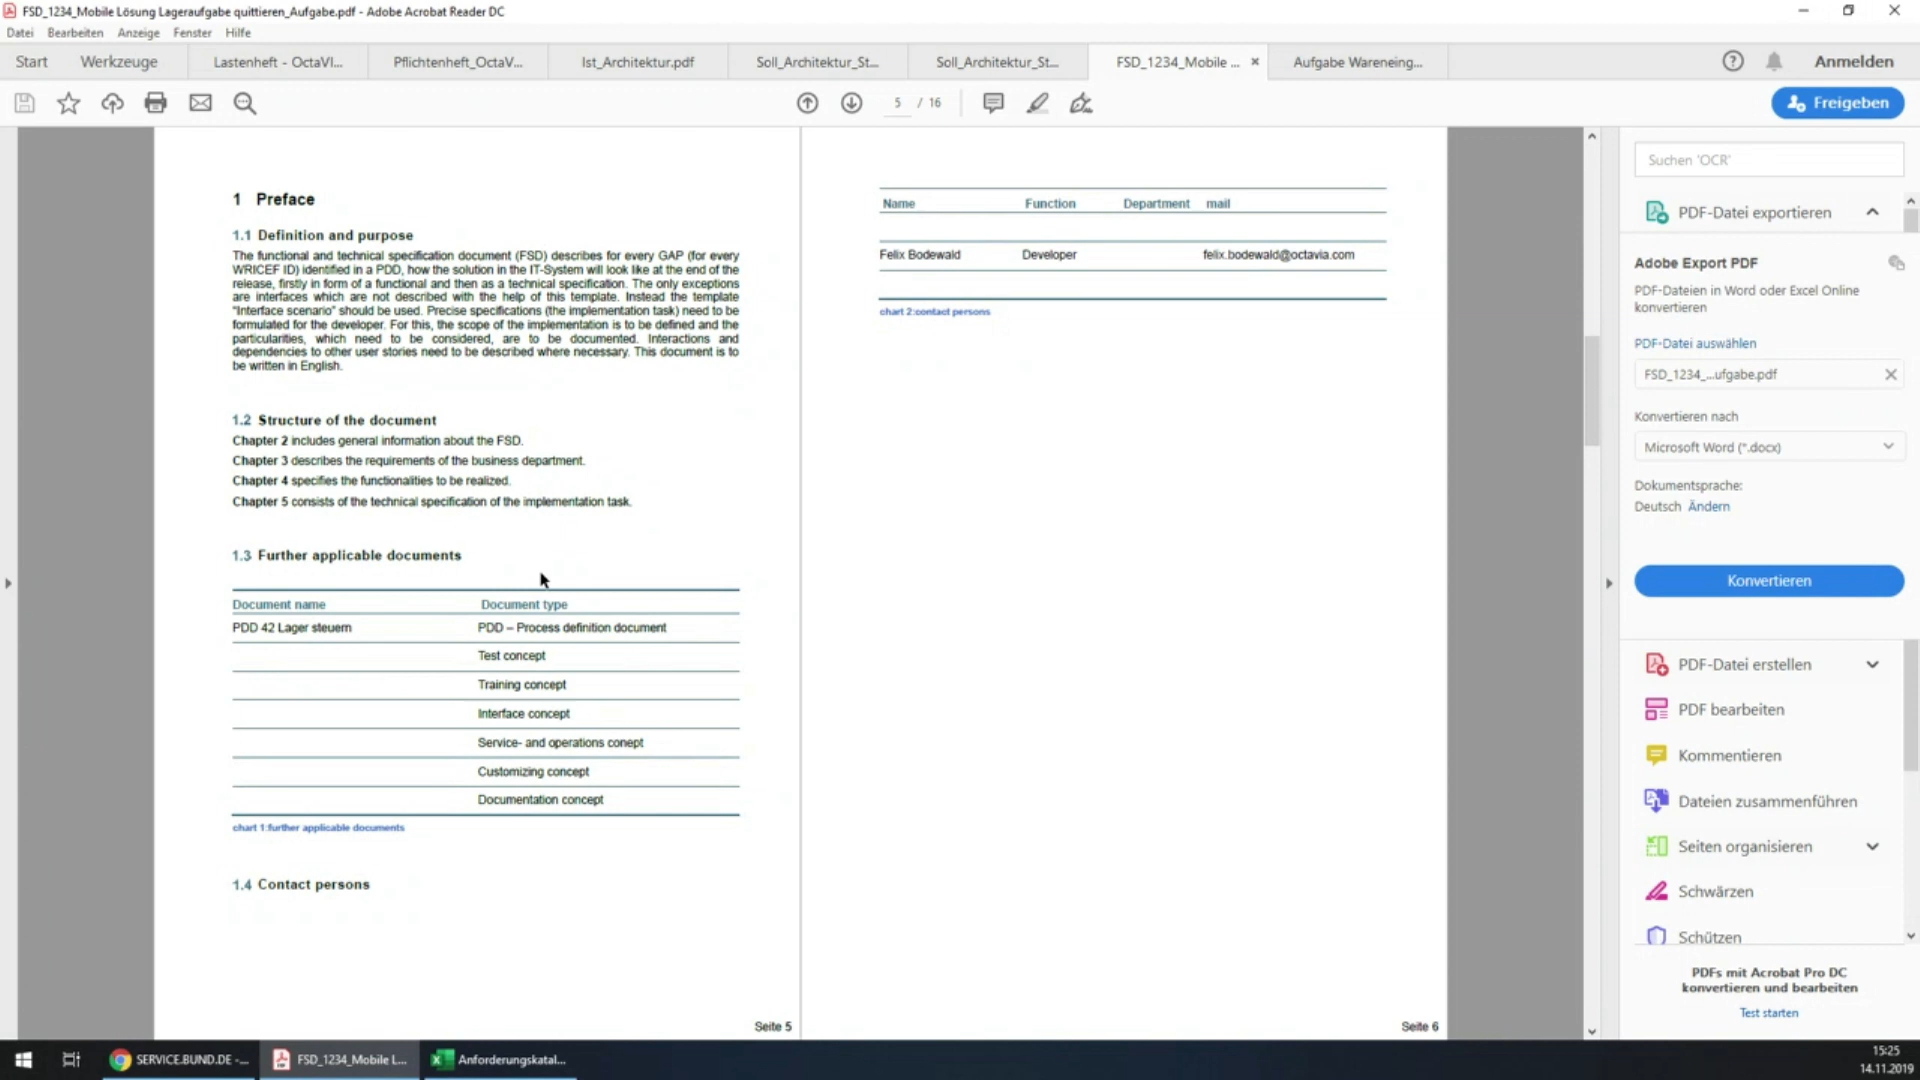 FSD_1234_Mobile Lösung Lageraufgabe quittieren_Aufgabe.pdf - Adobe Acrobat Reader DC
Datei Bearbeiten Anzeige Fenster Hilfe
Start Werkzeuge Lastenheft - OctaVI... Pflichtenheft_OctaV... Ist_Architektur.pdf Soll_Architektur_St... Soll_Architektur_St... FSD_1234_Mobile ... × Aufgabe Wareneing... Anmelden
5 / 16 Freigeben
1 Preface
1.1 Definition and purpose
The functional and technical specification document (FSD) describes for every GAP (for every
WRICEF ID) identified in a PDD, how the solution in the IT-System will look like at the end of the
release, firstly in form of a functional and then as a technical specification. The only exceptions
are interfaces which are not described with the help of this template. Instead the template
"Interface scenario" should be used. Precise specifications (the implementation task) need to be
formulated for the developer. For this, the scope of the implementation is to be defined and the
particularities, which need to be considered, are to be documented. Interactions and
dependencies to other user stories need to be described where necessary. This document is to
be written in English.
1.2 Structure of the document
Chapter 2 includes general information about the FSD.
Chapter 3 describes the requirements of the business department.
Chapter 4 specifies the functionalities to be realized.
Chapter 5 consists of the technical specification of the implementation task.
1.3 Further applicable documents
Document name Document type
PDD 42 Lager steuern PDD – Process definition document
Test concept
Training concept
Interface concept
Service- and operations conept
Customizing concept
Documentation concept
chart 1:further applicable documents
1.4 Contact persons
Seite 5
Name Function Department mail
Felix Bodewald Developer felix.bodewald@octavia.com
chart 2:contact persons
Seite 6
Suchen 'OCR'
PDF-Datei exportieren
Adobe Export PDF
PDF-Dateien in Word oder Excel Online
konvertieren
PDF-Datei auswählen
FSD_1234_...ufgabe.pdf
Konvertieren nach
Microsoft Word (*.docx)
Dokumentsprache:
Deutsch Ändern
Konvertieren
PDF-Datei erstellen
PDF bearbeiten
Kommentieren
Dateien zusammenführen
Seiten organisieren
Schwärzen
Schützen
PDFs mit Acrobat Pro DC
konvertieren und bearbeiten
Test starten
SERVICE.BUND.DE -... FSD_1234_Mobile L... Anforderungskatal...
15:25
14.11.2019